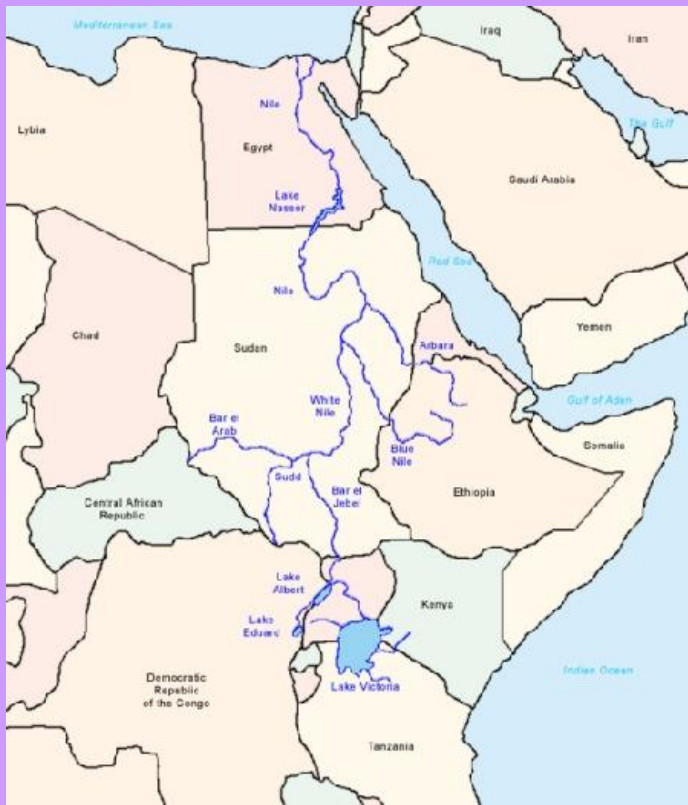 Mediterranean Sea
Iraq
Iran
Nile
Lybia
Egypt
The Gulf
Saudi Arabia
Lake
Nasser
Red Sea
Nile
Chad
Sudan
Yemen
Atbara
White
Nile
Gulf of Aden
Bar el
Arab
Somalia
Blue
Nile
Sudd
Bar el
Jebel
Ethiopia
Central African
Republic
Lake
Albert
Kenya
Lake
Eduard
Indian Ocean
Democratic
Republic
of the Congo
Lake Victoria
Tanzania